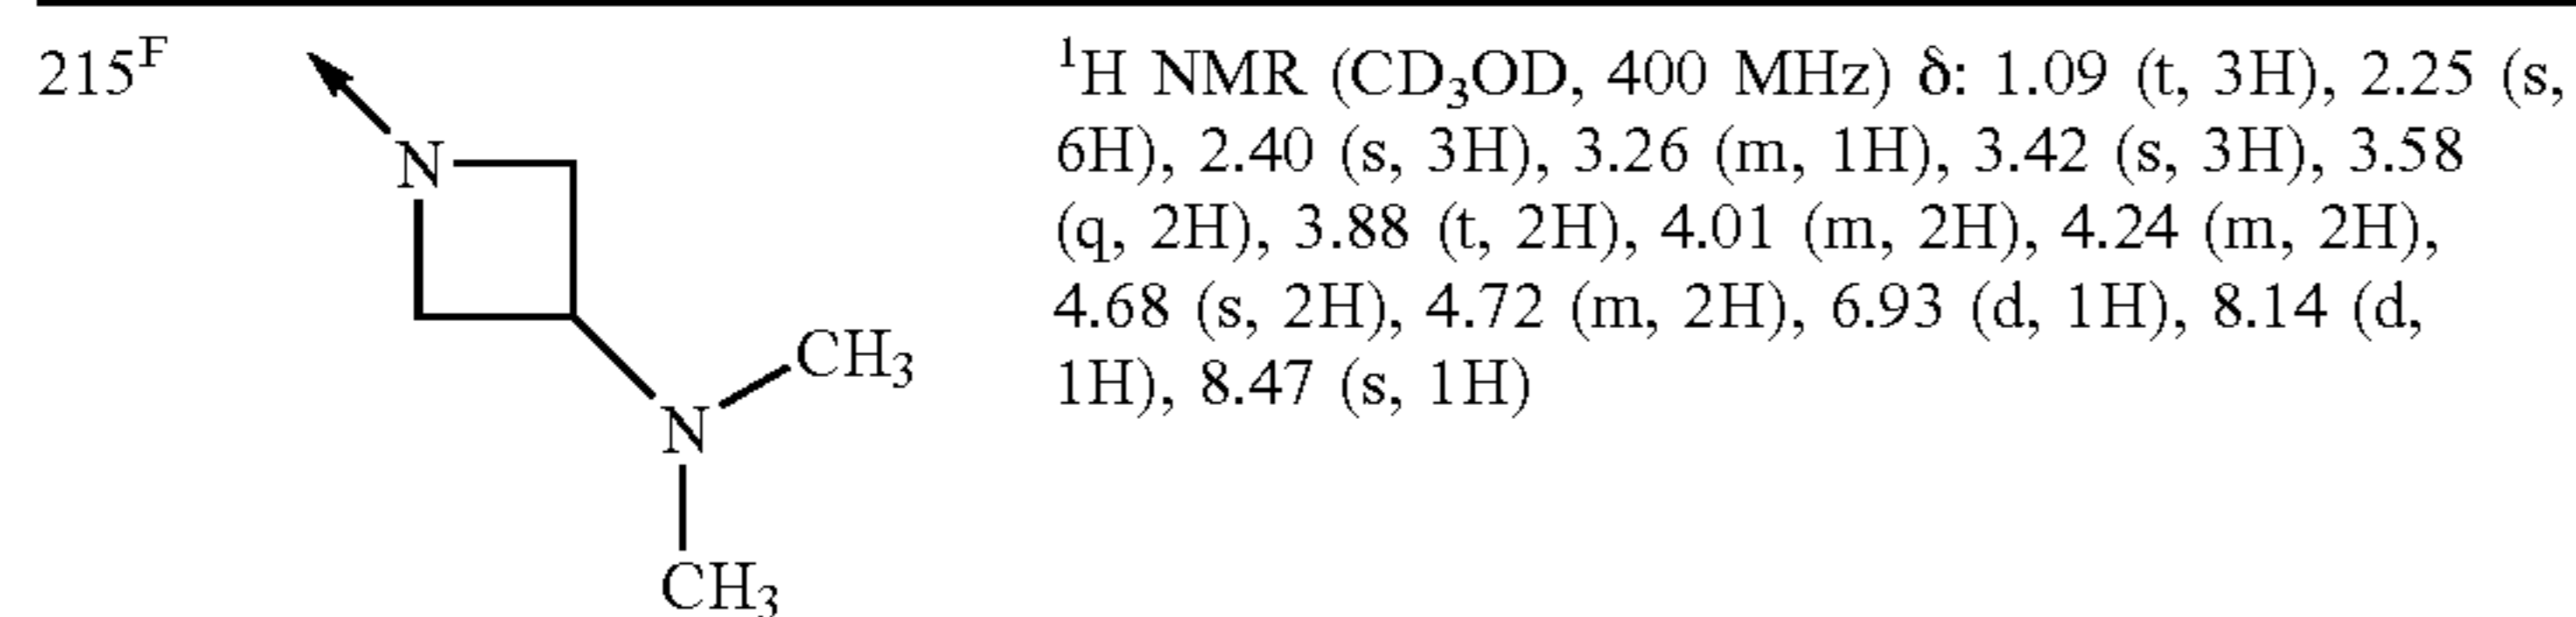 215ᶠ
¹H NMR (CD₃OD, 400 MHz) δ: 1.09 (t, 3H), 2.25 (s,
6H), 2.40 (s, 3H), 3.26 (m, 1H), 3.42 (s, 3H), 3.58
(q, 2H), 3.88 (t, 2H), 4.01 (m, 2H), 4.24 (m, 2H),
4.68 (s, 2H), 4.72 (m, 2H), 6.93 (d, 1H), 8.14 (d,
1H), 8.47 (s, 1H)
N
CH₃
N
CH₃